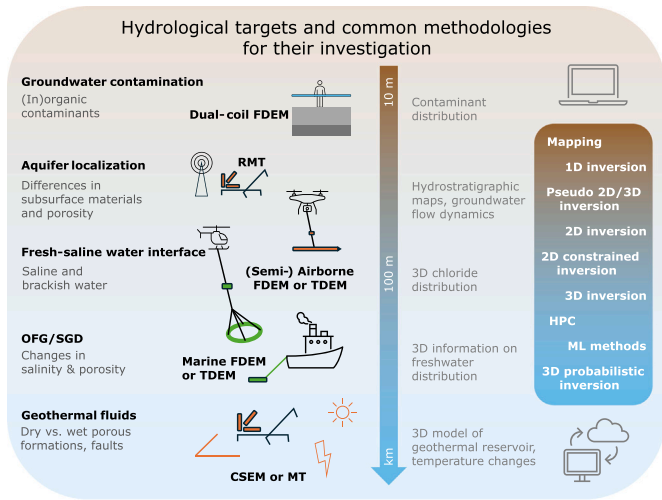 Hydrological targets and common methodologies
for their investigation
Groundwater contamination
(In)organic
contaminants
Dual-coil FDEM
10 m
Contaminant
distribution
Aquifer localization
Differences in
subsurface materials
and porosity
RMT
Hydrostratigraphic
maps, groundwater
flow dynamics
Fresh-saline water interface
Saline and
brackish water
(Semi-) Airborne
FDEM or TDEM
100 m
3D chloride
distribution
OFG/SGD
Changes in
salinity & porosity
Marine FDEM
or TDEM
3D information on
freshwater
distribution
Geothermal fluids
Dry vs. wet porous
formations, faults
CSEM or MT
km
3D model of
geothermal reservoir,
temperature changes
Mapping
1D inversion
Pseudo 2D/3D
inversion
2D inversion
2D constrained
inversion
3D inversion
HPC
ML methods
3D probabilistic
inversion